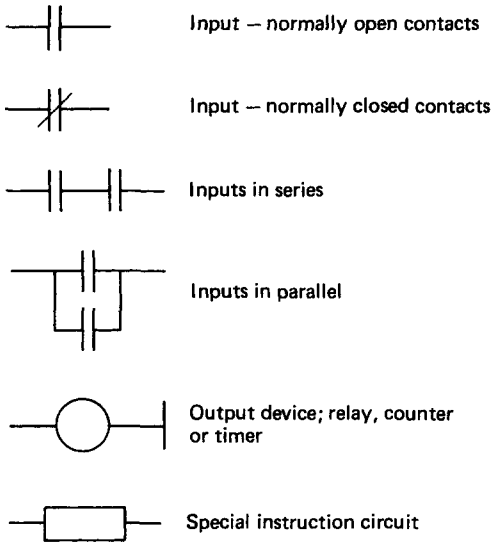 Input – normally open contacts
Input – normally closed contacts
Inputs in series
Inputs in parallel
Output device; relay, counter
or timer
Special instruction circuit